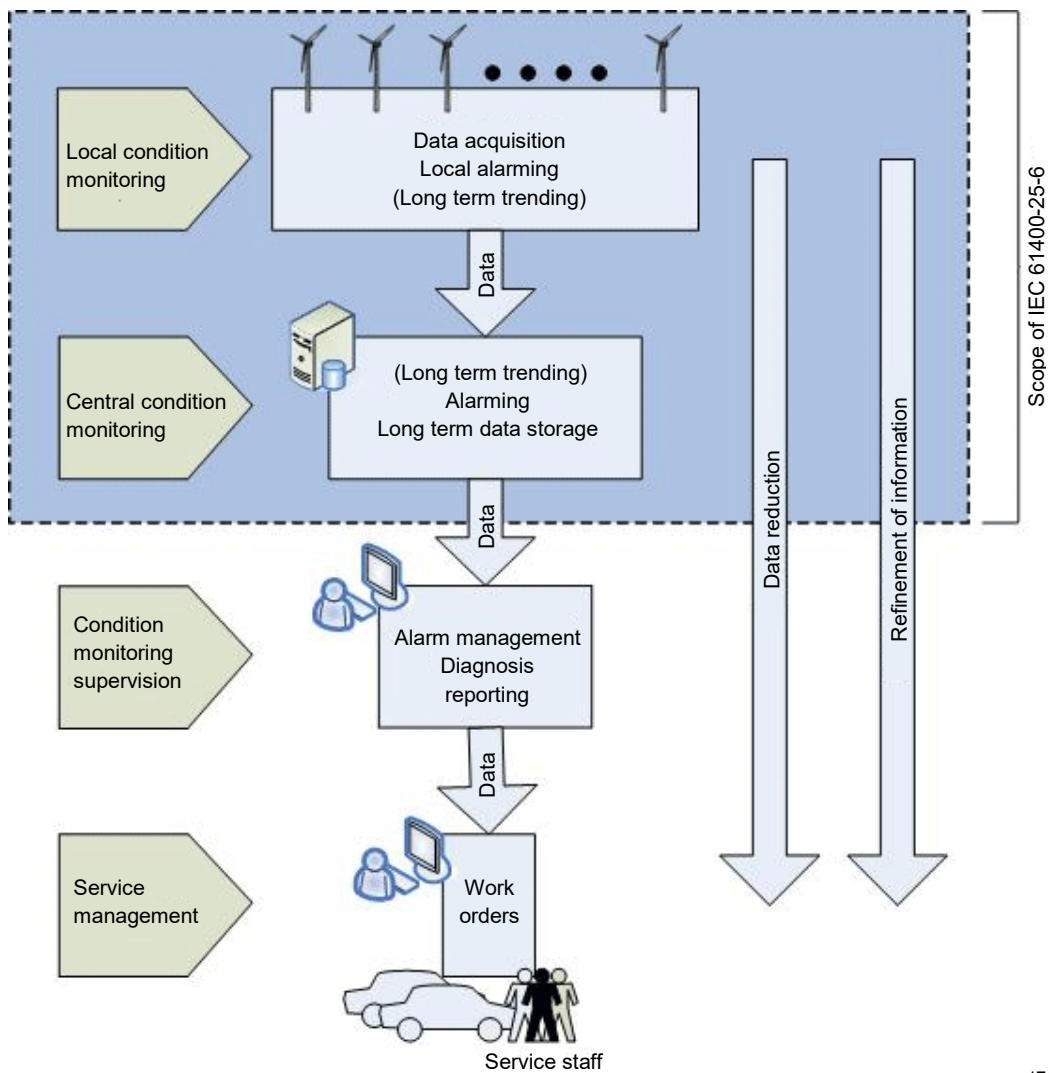 Local condition
monitoring
Data acquisition
Local alarming
(Long term trending)
Data
Central condition
monitoring
(Long term trending)
Alarming
Long term data storage
Data
Condition
monitoring
supervision
Alarm management
Diagnosis
reporting
Data
Service
management
Work
orders
Service staff
Data reduction
Refinement of information
Scope of IEC 61400-25-6